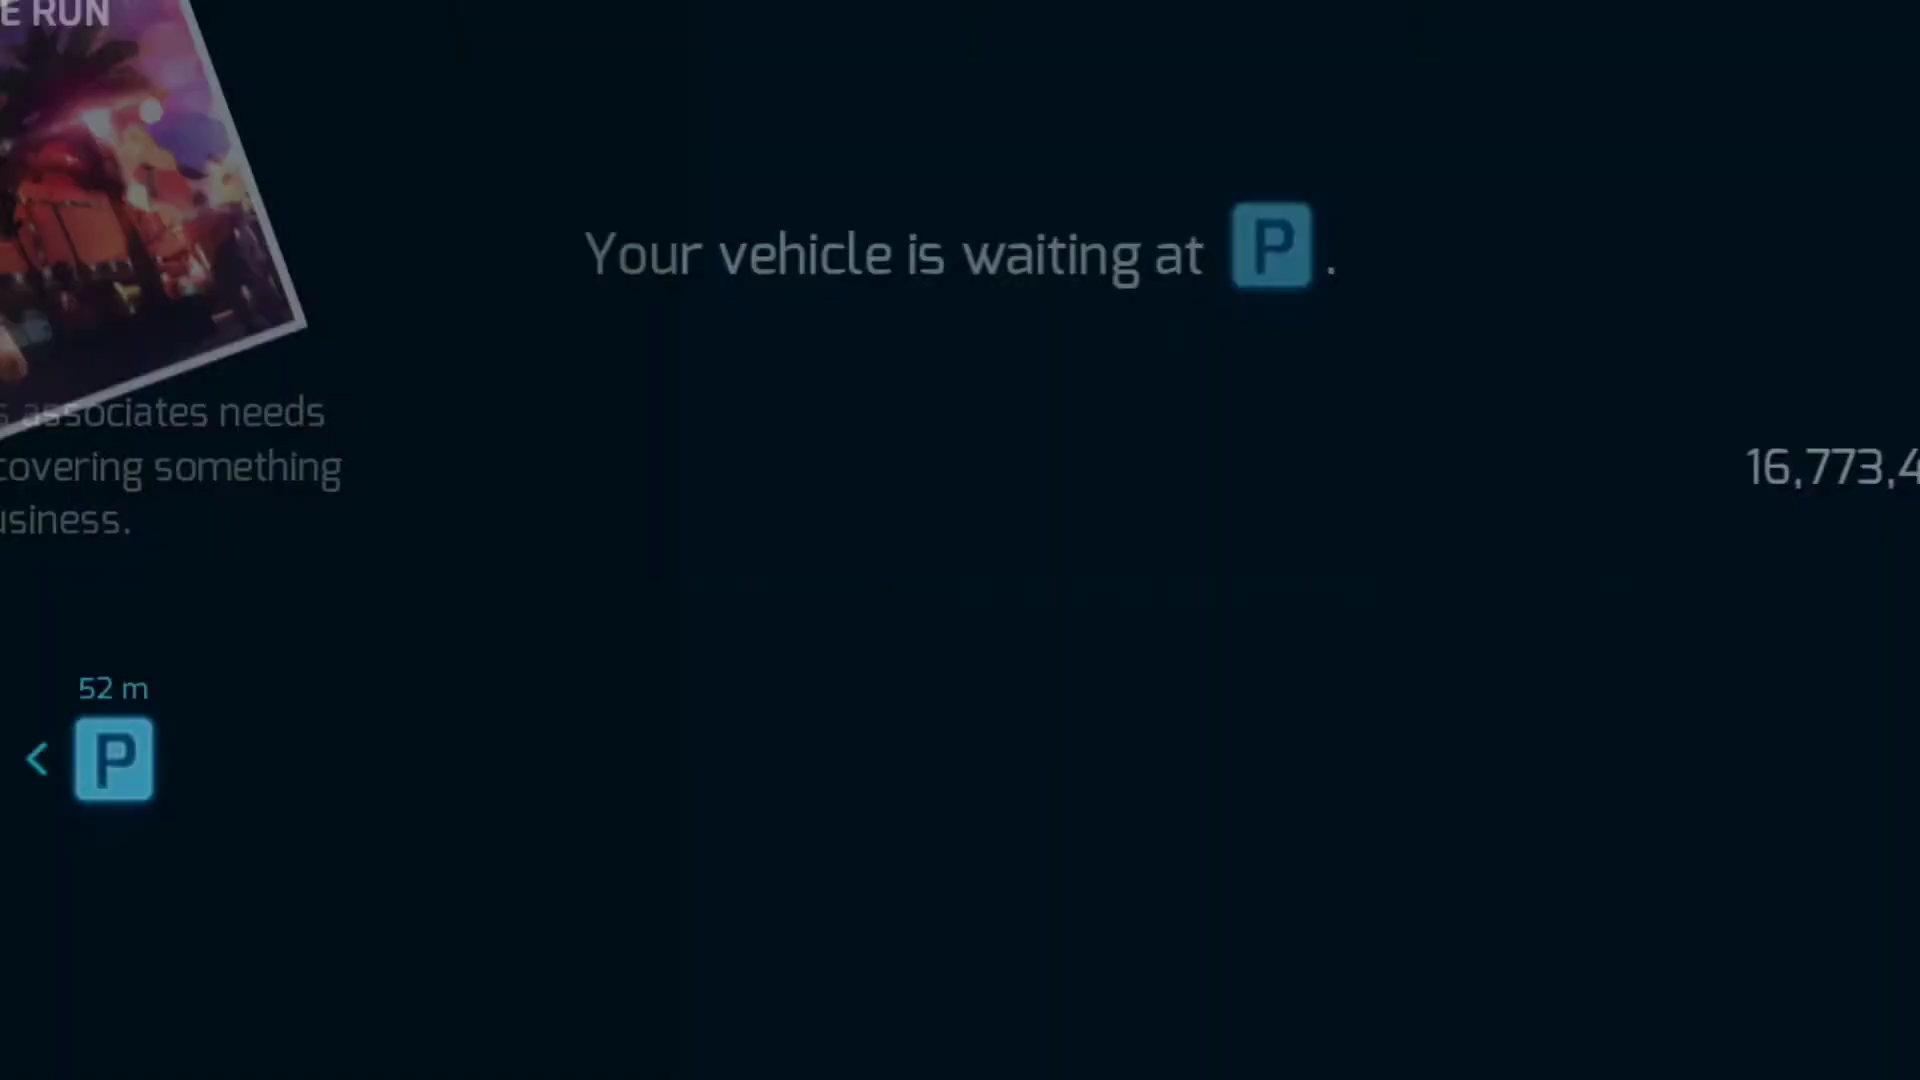 E RUN
Your vehicle is waiting at P.
s associates needs
covering something
usiness.
16,773,4
52 m
< P